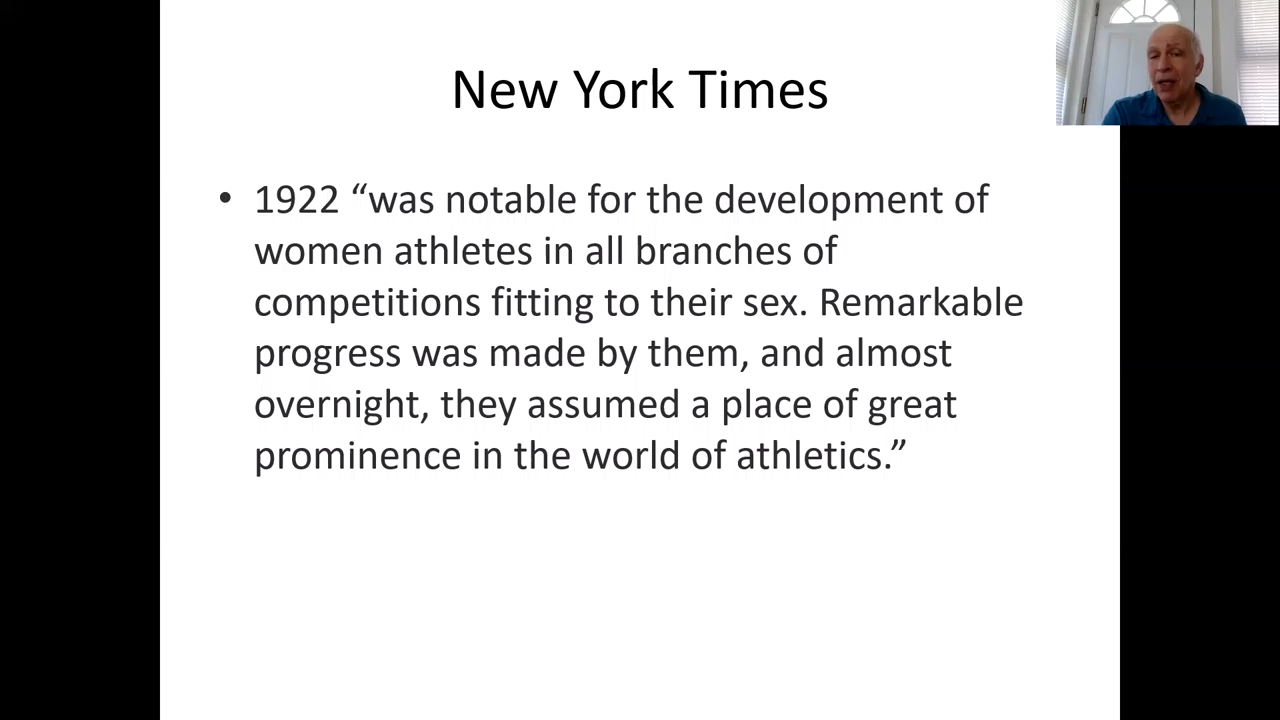 New York Times
• 1922 “was notable for the development of
women athletes in all branches of
competitions fitting to their sex. Remarkable
progress was made by them, and almost
overnight, they assumed a place of great
prominence in the world of athletics.”